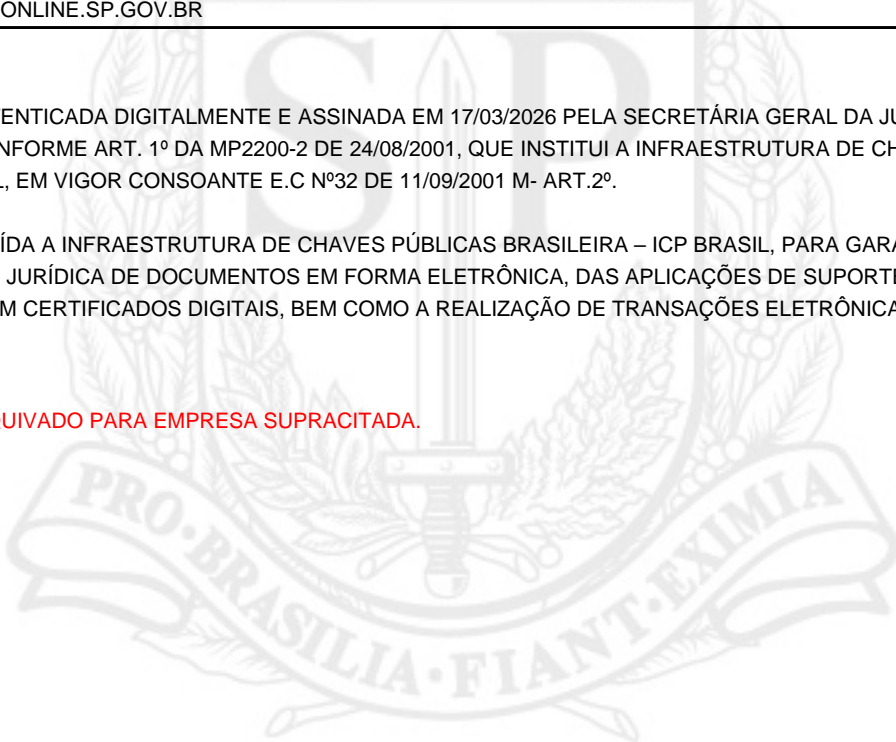 ONLINE.SP.GOV.BR
ENTICADA DIGITALMENTE E ASSINADA EM 17/03/2026 PELA SECRETÁRIA GERAL DA JU
NFORME ART. 1º DA MP2200-2 DE 24/08/2001, QUE INSTITUI A INFRAESTRUTURA DE CH
L, EM VIGOR CONSOANTE E.C Nº32 DE 11/09/2001 M- ART.2º.
ÍDA A INFRAESTRUTURA DE CHAVES PÚBLICAS BRASILEIRA – ICP BRASIL, PARA GARA
JURÍDICA DE DOCUMENTOS EM FORMA ELETRÔNICA, DAS APLICAÇÕES DE SUPORTE
M CERTIFICADOS DIGITAIS, BEM COMO A REALIZAÇÃO DE TRANSAÇÕES ELETRÔNICA
QUIVADO PARA EMPRESA SUPRACITADA.
SP
PRO·BRASILIA·FIANT·EXIMIA